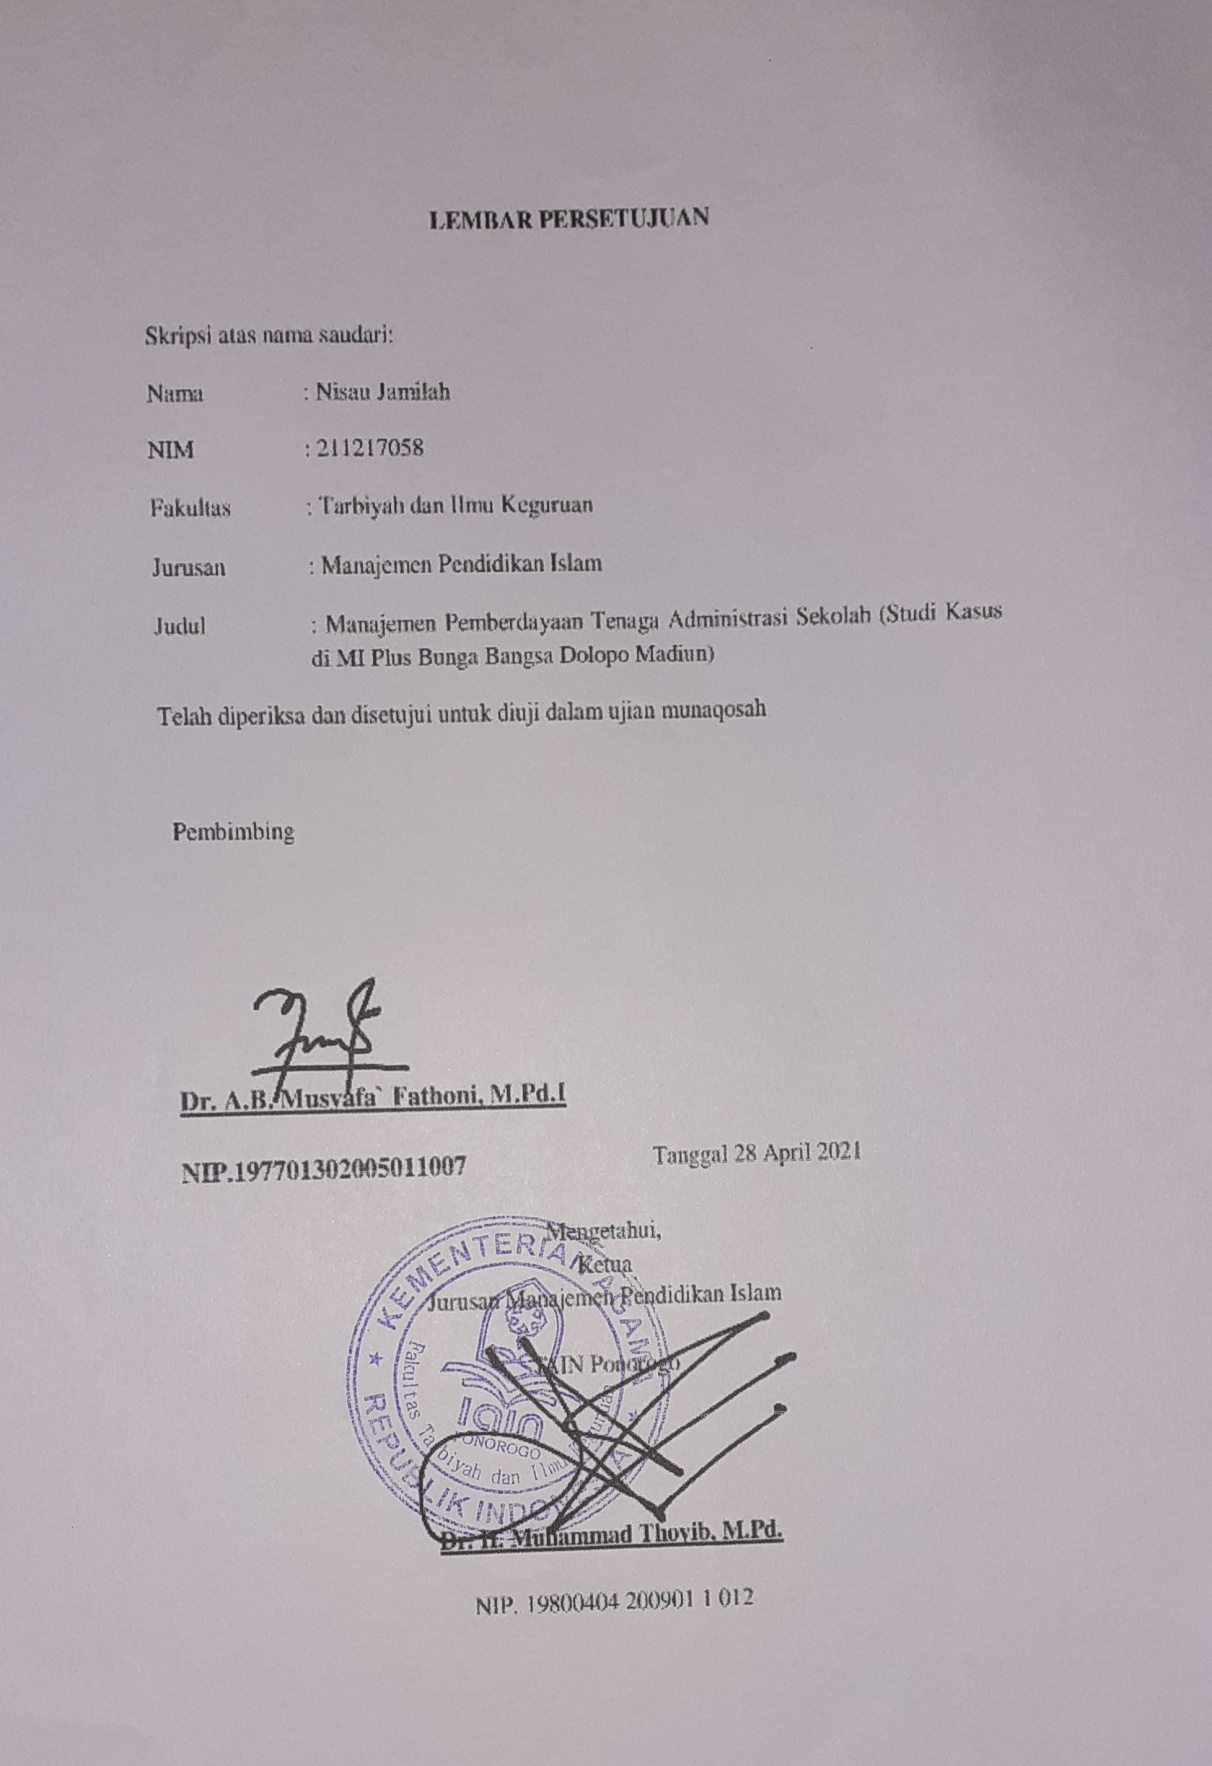 LEMBAR PERSETUJUAN
Skripsi atas nama saudari:
Nama : Nisau Jamilah
NIM : 211217058
Fakultas : Tarbiyah dan Ilmu Keguruan
Jurusan : Manajemen Pendidikan Islam
Judul : Manajemen Pemberdayaan Tenaga Administrasi Sekolah (Studi Kasus
di MI Plus Bunga Bangsa Dolopo Madiun)
Telah diperiksa dan disetujui untuk diuji dalam ujian munaqosah
Pembimbing
Dr. A.B. Musyafa` Fathoni, M.Pd.I
NIP.197701302005011007
Tanggal 28 April 2021
Mengetahui,
Ketua
Jurusan Manajemen Pendidikan Islam
IAIN Ponorogo
KEMENTERIAN AGAMA
REPUBLIK INDONESIA
Fakultas Tarbiyah dan Ilmu Keguruan
iain
PONOROGO
Dr. H. Muhammad Thoyib, M.Pd.
NIP. 19800404 200901 1 012